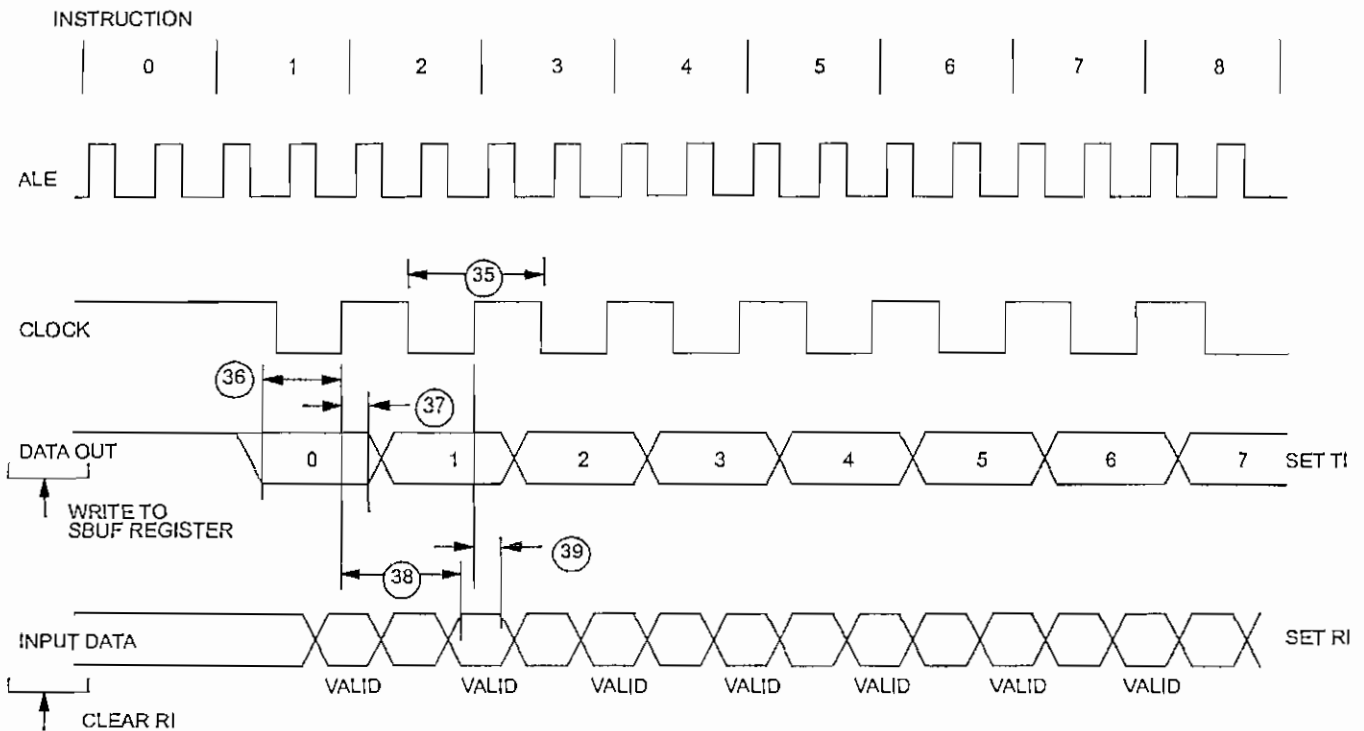 INSTRUCTION
0 1 2 3 4 5 6 7 8
ALE
35
CLOCK
36
37
DATA OUT 0 1 2 3 4 5 6 7 SET TI
WRITE TO
SBUF REGISTER
39
38
INPUT DATA SET RI
VALID VALID VALID VALID VALID VALID VALID
CLEAR RI